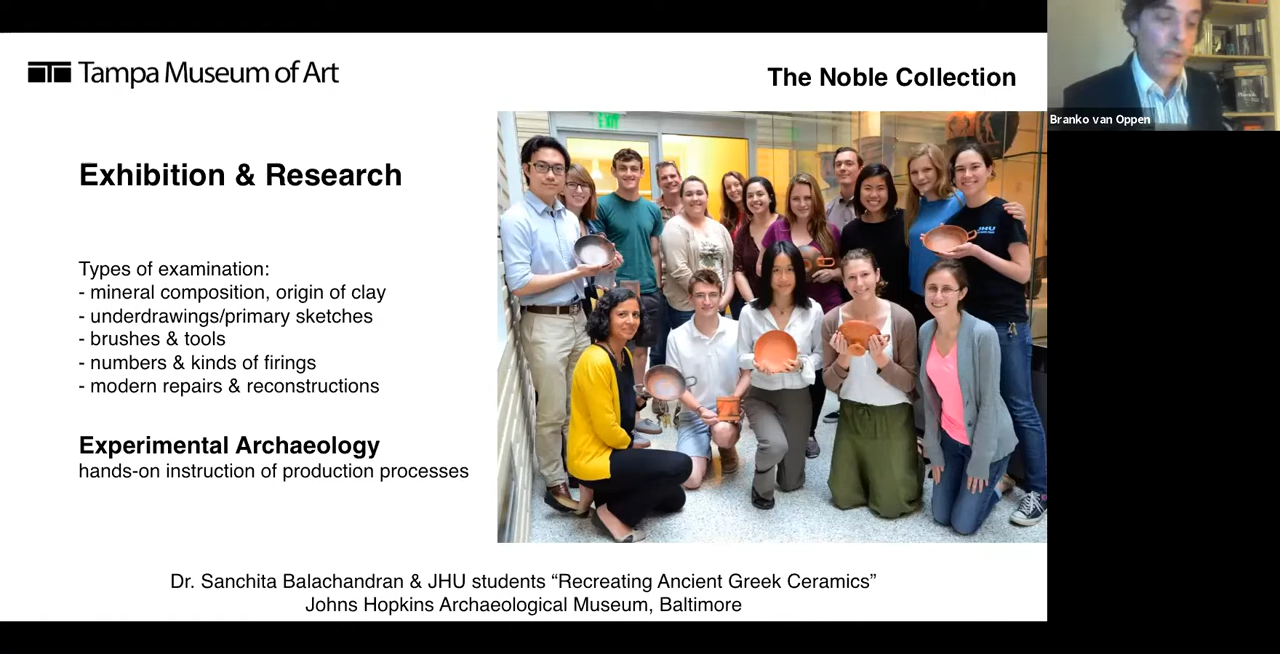 Tampa Museum of Art
The Noble Collection
Branko van Oppen
EXIT
Exhibition & Research
Types of examination:
- mineral composition, origin of clay
- underdrawings/primary sketches
- brushes & tools
- numbers & kinds of firings
- modern repairs & reconstructions
JHU
Experimental Archaeology
hands-on instruction of production processes
Dr. Sanchita Balachandran & JHU students “Recreating Ancient Greek Ceramics”
Johns Hopkins Archaeological Museum, Baltimore